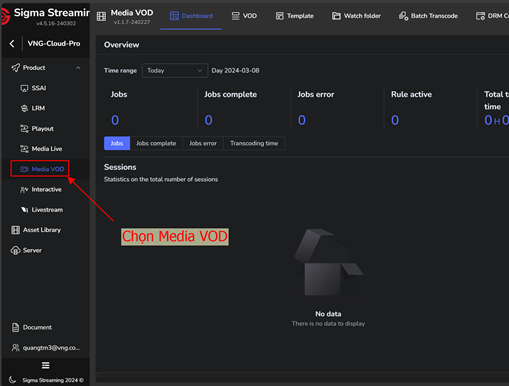 Sigma Streamin
v4.5.16-240302
VNG-Cloud-Pro
Product
SSAI
LRM
Playout
Media Live
Media VOD
Interactive
Livestream
Asset Library
Server
Document
quangtm3@vng.co...
Sigma Streaming 2024 ©
Media VOD
v1.1.7-240227
Dashboard
VOD
Template
Watch folder
Batch Transcode
DRM C
Overview
Time range
Today
Day 2024-03-08
Jobs
0
Jobs complete
0
Jobs error
0
Rule active
0
Total t
time
0 H 0
Jobs
Jobs complete
Jobs error
Transcoding time
Sessions
Statistics on the total number of sessions
Chọn Media VOD
No data
There is no data to display